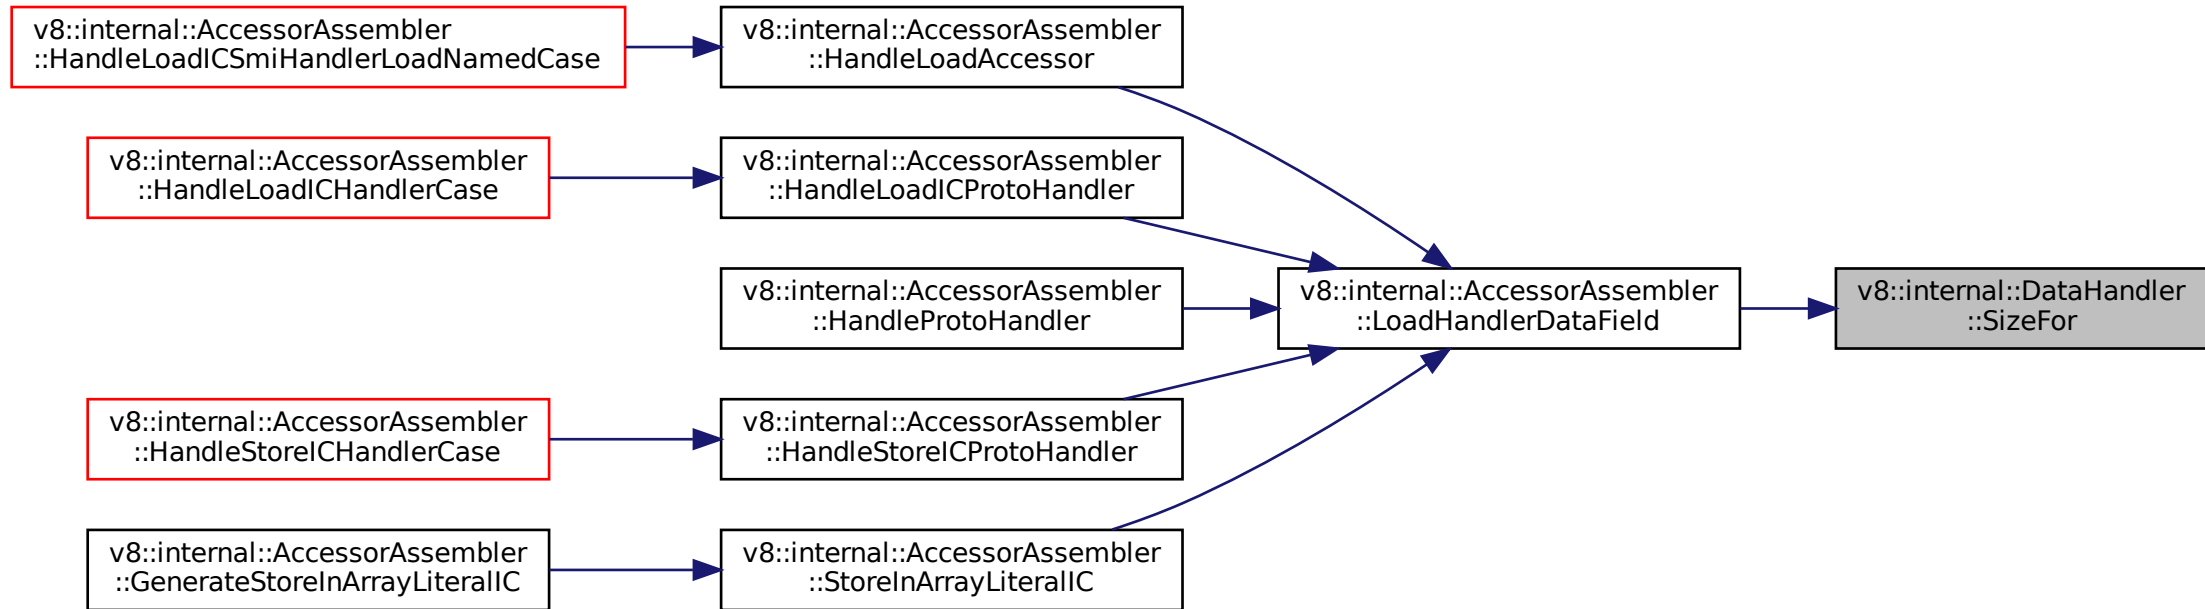 v8::internal::AccessorAssembler
::HandleLoadICSmiHandlerLoadNamedCase
v8::internal::AccessorAssembler
::HandleLoadAccessor
v8::internal::AccessorAssembler
::HandleLoadICHandlerCase
v8::internal::AccessorAssembler
::HandleLoadICProtoHandler
v8::internal::AccessorAssembler
::HandleProtoHandler
v8::internal::AccessorAssembler
::LoadHandlerDataField
v8::internal::DataHandler
::SizeFor
v8::internal::AccessorAssembler
::HandleStoreICHandlerCase
v8::internal::AccessorAssembler
::HandleStoreICProtoHandler
v8::internal::AccessorAssembler
::GenerateStoreInArrayLiteralIC
v8::internal::AccessorAssembler
::StoreInArrayLiteralIC